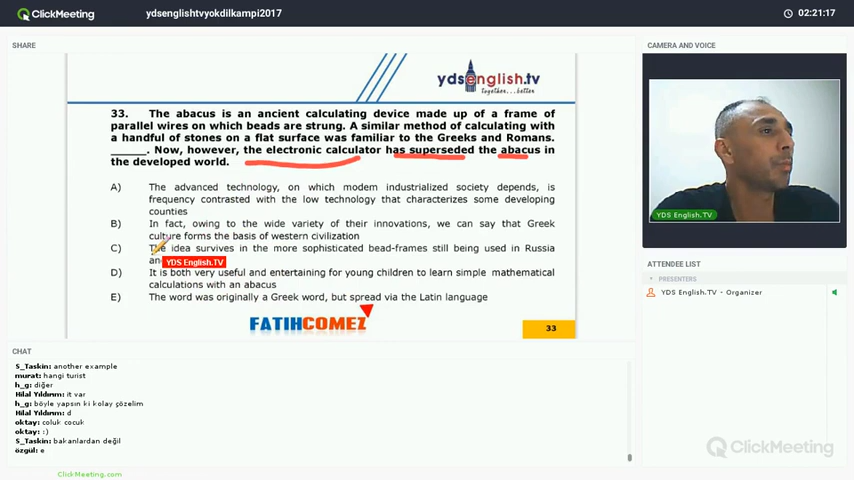 ClickMeeting
ydsenglishtvyokdilkampi2017
02:21:17
SHARE
ydsenglish.tv
together...better
33. The abacus is an ancient calculating device made up of a frame of
parallel wires on which beads are strung. A similar method of calculating with
a handful of stones on a flat surface was familiar to the Greeks and Romans.
______. Now, however, the electronic calculator has superseded the abacus in
the developed world.
A) The advanced technology, on which modem industrialized society depends, is
frequency contrasted with the low technology that characterizes some developing
counties
B) In fact, owing to the wide variety of their innovations, we can say that Greek
culture forms the basis of western civilization
C) The idea survives in the more sophisticated bead-frames still being used in Russia
YDS English.TV
D) It is both very useful and entertaining for young children to learn simple mathematical
calculations with an abacus
E) The word was originally a Greek word, but spread via the Latin language
FATIHCOMEZ
33
CHAT
S_Taskin: another example
murat: hangi turist
h_g: diğer
Hilal Yıldırım: it var
h_g: böyle yapsın ki kolay çözelim
Hilal Yıldırım: d
oktay: coluk cocuk
oktay: :)
S_Taskin: bakanlardan değil
özgül: e
ClickMeeting.com
CAMERA AND VOICE
YDS English.TV
ATTENDEE LIST
PRESENTERS
YDS English.TV - Organizer
ClickMeeting